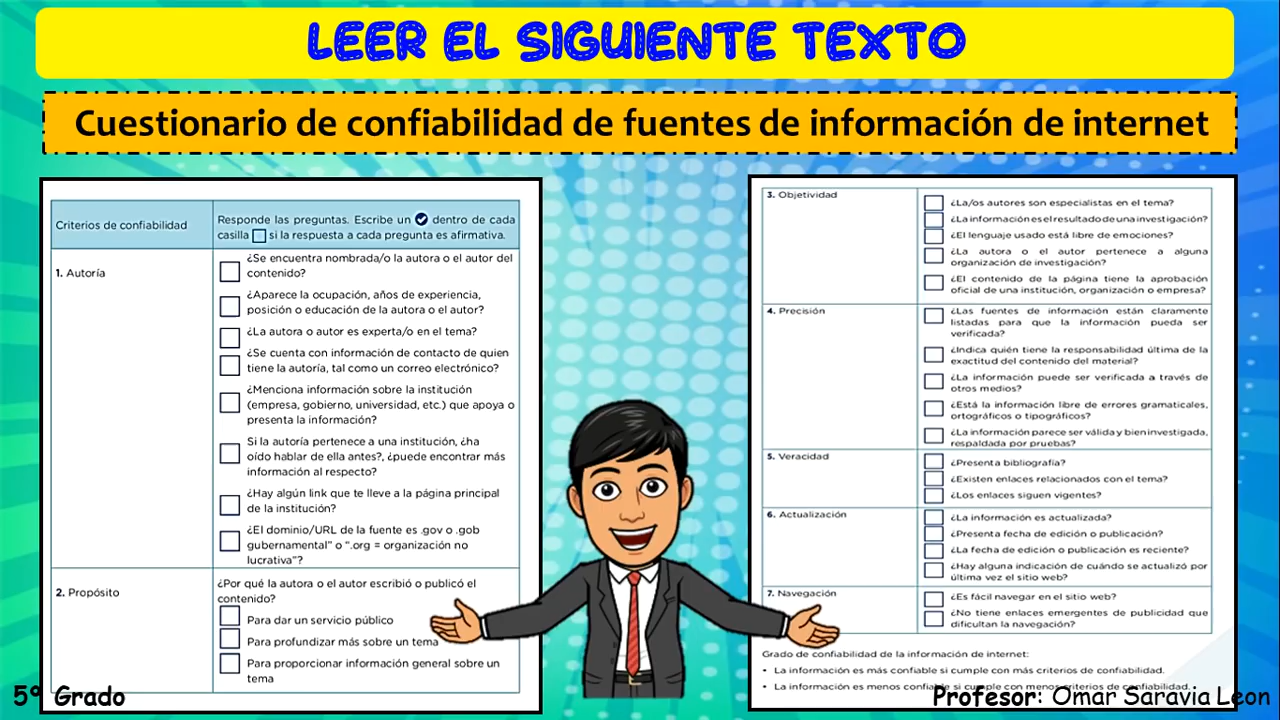 LEER EL SIGUIENTE TEXTO
Cuestionario de confiabilidad de fuentes de información de internet
Criterios de confiabilidad
Responde las preguntas. Escribe un dentro de cada
casilla si la respuesta a cada pregunta es afirmativa.
1. Autoría
¿Se encuentra nombrada/o la autora o el autor del
contenido?
¿Aparece la ocupación, años de experiencia,
posición o educación de la autora o el autor?
¿La autora o autor es experta/o en el tema?
¿Se cuenta con información de contacto de quien
tiene la autoría, tal como un correo electrónico?
¿Menciona información sobre la institución
(empresa, gobierno, universidad, etc.) que apoya o
presenta la información?
Si la autoría pertenece a una institución, ¿ha
oído hablar de ella antes?, ¿puede encontrar más
información al respecto?
¿Hay algún link que te lleve a la página principal
de la institución?
¿El dominio/URL de la fuente es .gov o .gob
gubernamental” o “.org = organización no
lucrativa”?
2. Propósito
¿Por qué la autora o el autor escribió o publicó el
contenido?
Para dar un servicio público
Para profundizar más sobre un tema
Para proporcionar información general sobre un
tema
3. Objetividad
¿La/os autores son especialistas en el tema?
¿La información es el resultado de una investigación?
¿El lenguaje usado está libre de emociones?
¿La autora o el autor pertenece a alguna
organización de investigación?
¿El contenido de la página tiene la aprobación
oficial de una institución, organización o empresa?
4. Precisión
¿Las fuentes de información están claramente
listadas para que la información pueda ser
verificada?
¿Indica quién tiene la responsabilidad última de la
exactitud del contenido del material?
¿La información puede ser verificada a través de
otros medios?
¿Está la información libre de errores gramaticales,
ortográficos o tipográficos?
¿La información parece ser válida y bien investigada,
respaldada por pruebas?
5. Veracidad
¿Presenta bibliografía?
¿Existen enlaces relacionados con el tema?
¿Los enlaces siguen vigentes?
6. Actualización
¿La información es actualizada?
¿Presenta fecha de edición o publicación?
¿La fecha de edición o publicación es reciente?
¿Hay alguna indicación de cuándo se actualizó por
última vez el sitio web?
7. Navegación
¿Es fácil navegar en el sitio web?
¿No tiene enlaces emergentes de publicidad que
dificultan la navegación?
Grado de confiabilidad de la información de internet:
• La información es más confiable si cumple con más criterios de confiabilidad.
• La información es menos confiable si cumple con menos criterios de confiabilidad.
5° Grado
Profesor: Omar Saravia Leon